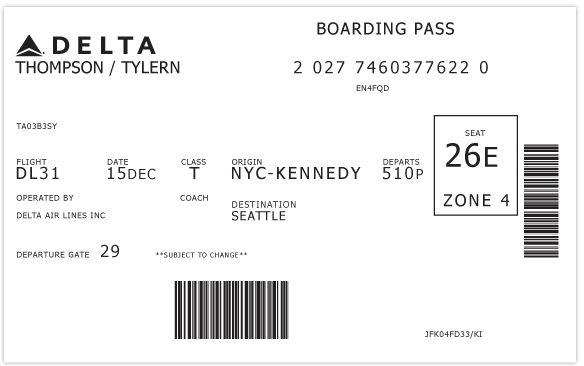 BOARDING PASS
DELTA
THOMPSON / TYLERN
2 027 7460377622 0
EN4FQD
TA03B3SY
SEAT
26E
ZONE 4
FLIGHT DATE CLASS ORIGIN DEPARTS
DL31 15DEC T NYC-KENNEDY 510P
OPERATED BY COACH DESTINATION
DELTA AIR LINES INC SEATTLE
DEPARTURE GATE 29 **SUBJECT TO CHANGE**
JFK04FD33/KI